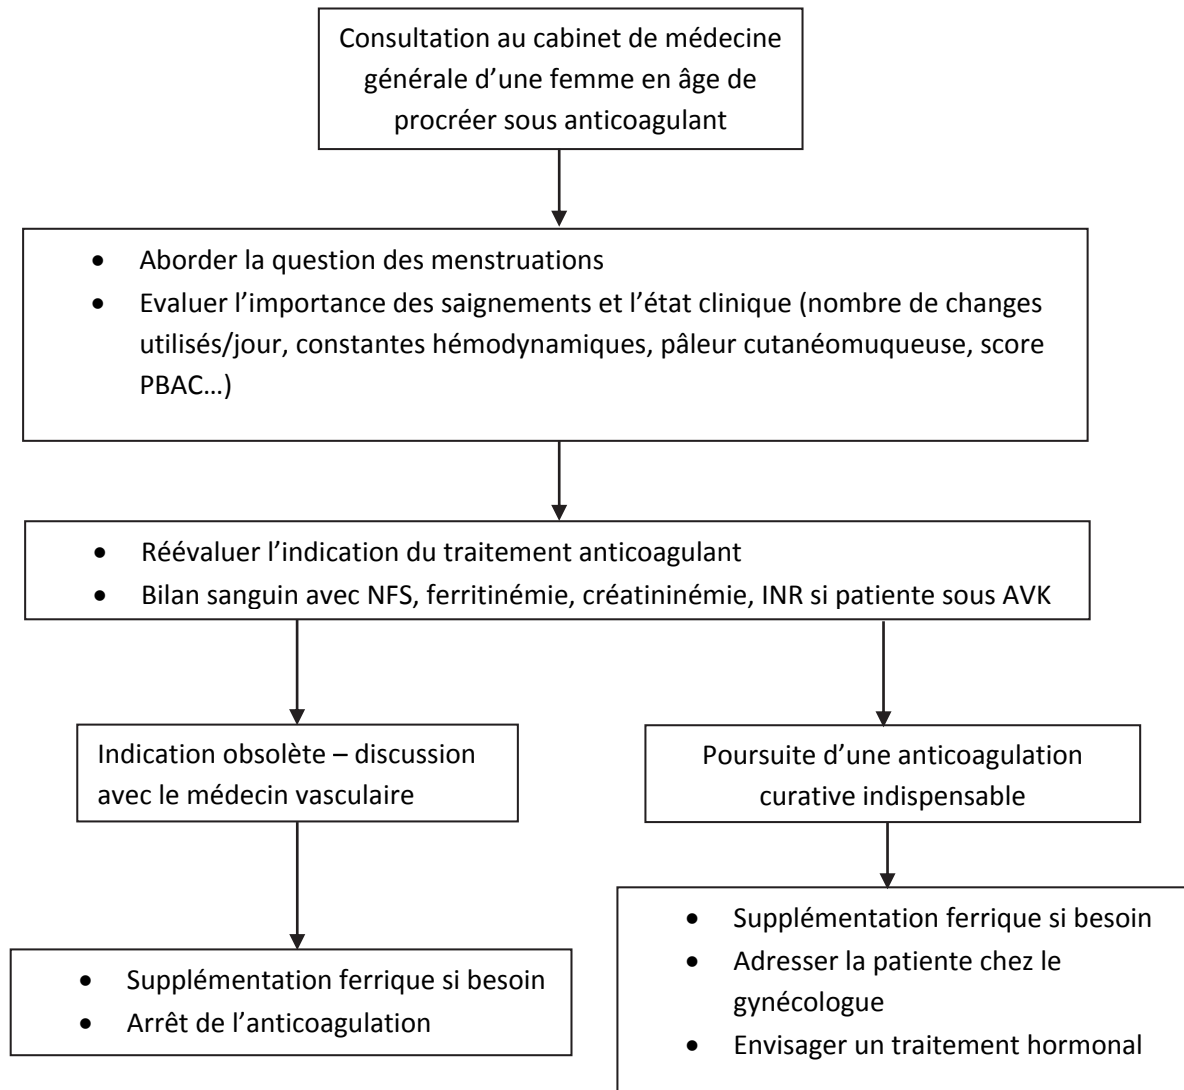 Consultation au cabinet de médecine
générale d’une femme en âge de
procréer sous anticoagulant
• Aborder la question des menstruations
• Evaluer l’importance des saignements et l’état clinique (nombre de changes
utilisés/jour, constantes hémodynamiques, pâleur cutanéomuqueuse, score
PBAC…)
• Réévaluer l’indication du traitement anticoagulant
• Bilan sanguin avec NFS, ferritinémie, créatininémie, INR si patiente sous AVK
Indication obsolète – discussion
avec le médecin vasculaire
Poursuite d’une anticoagulation
curative indispensable
• Supplémentation ferrique si besoin
• Arrêt de l’anticoagulation
• Supplémentation ferrique si besoin
• Adresser la patiente chez le
gynécologue
• Envisager un traitement hormonal